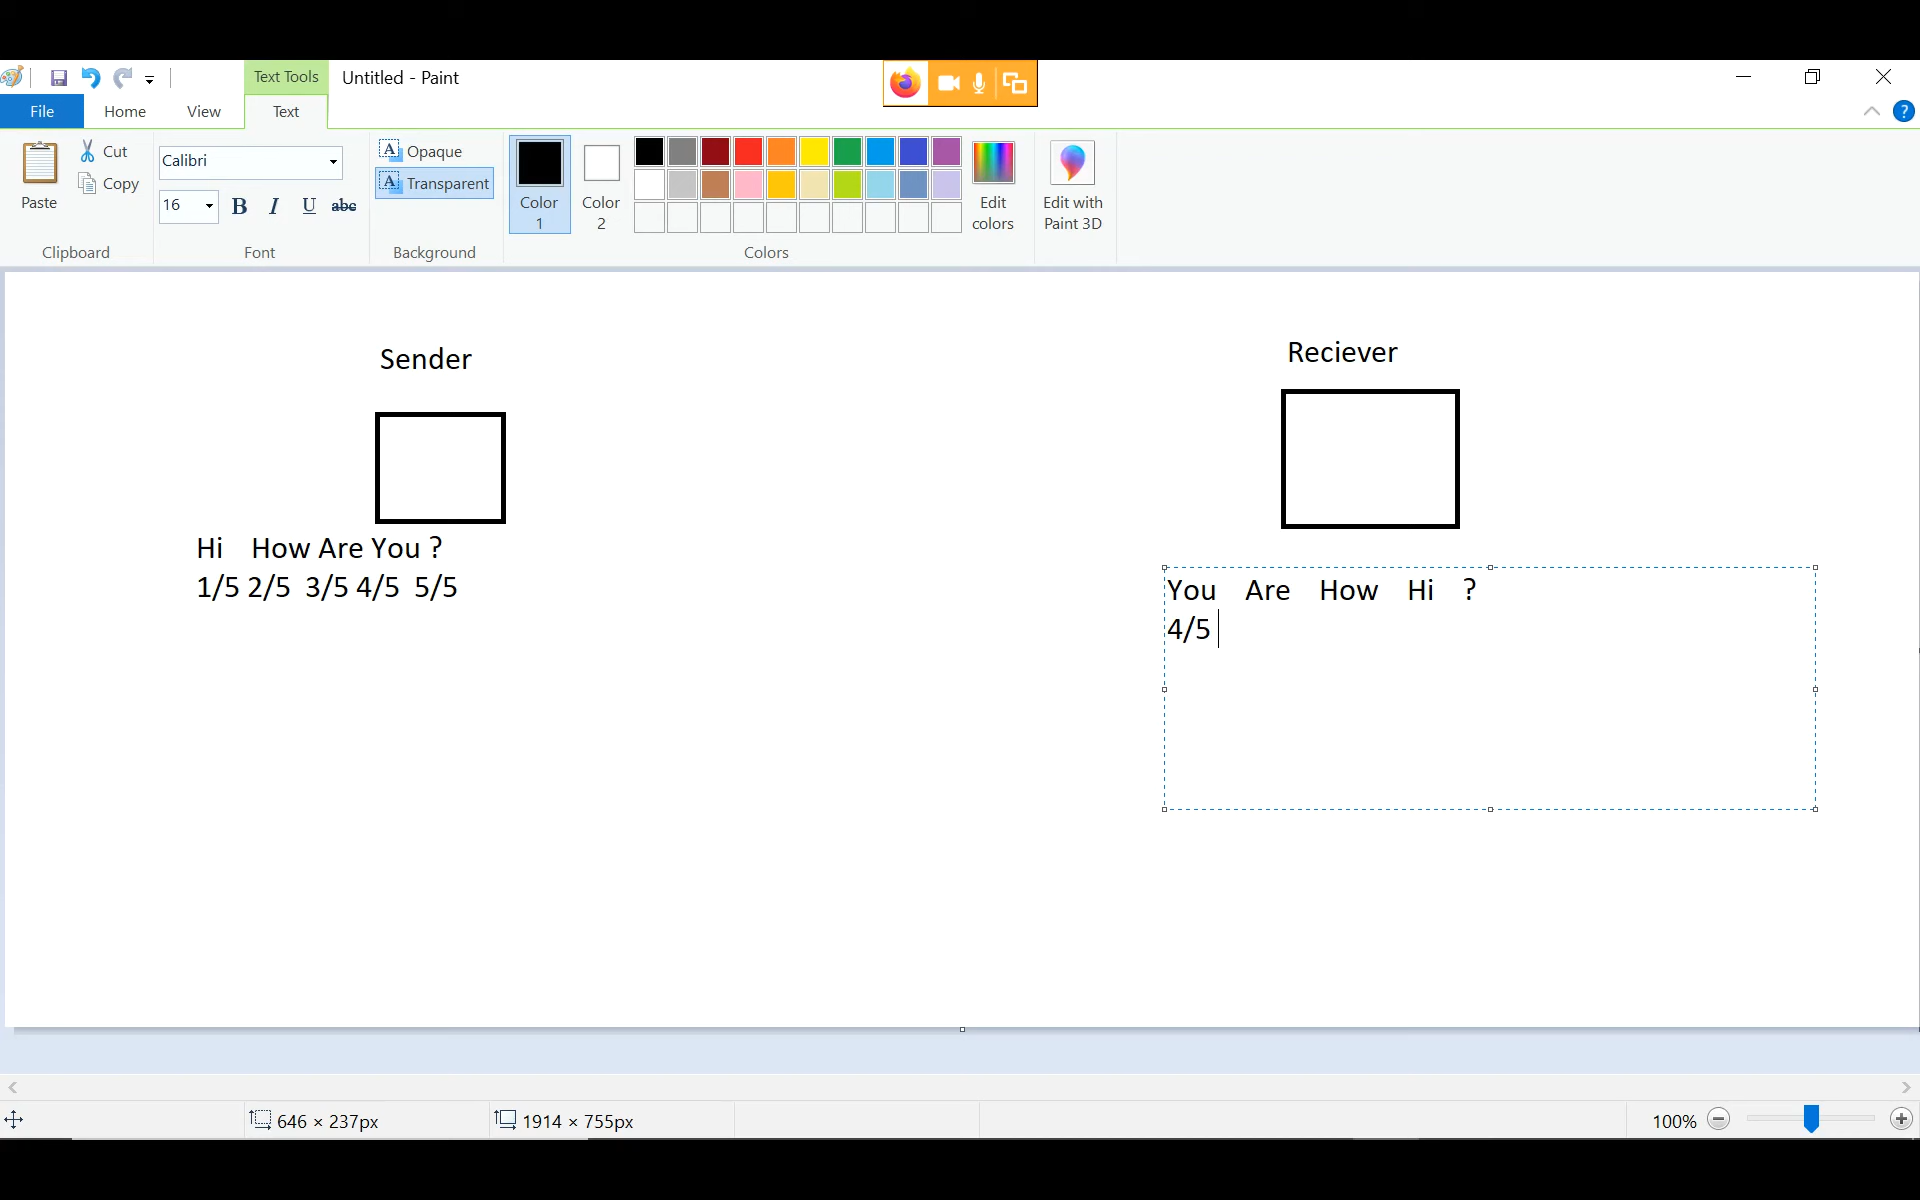 Text Tools
Untitled - Paint
File
Home
View
Text
Paste
Cut
Copy
Clipboard
Calibri
16
B I U abc
Font
Opaque
Transparent
Background
Color 1
Color 2
Colors
Edit colors
Edit with Paint 3D
Sender
Hi How Are You ?
1/5 2/5 3/5 4/5 5/5
Reciever
You Are How Hi ?
4/5
646 × 237px
1914 × 755px
100%